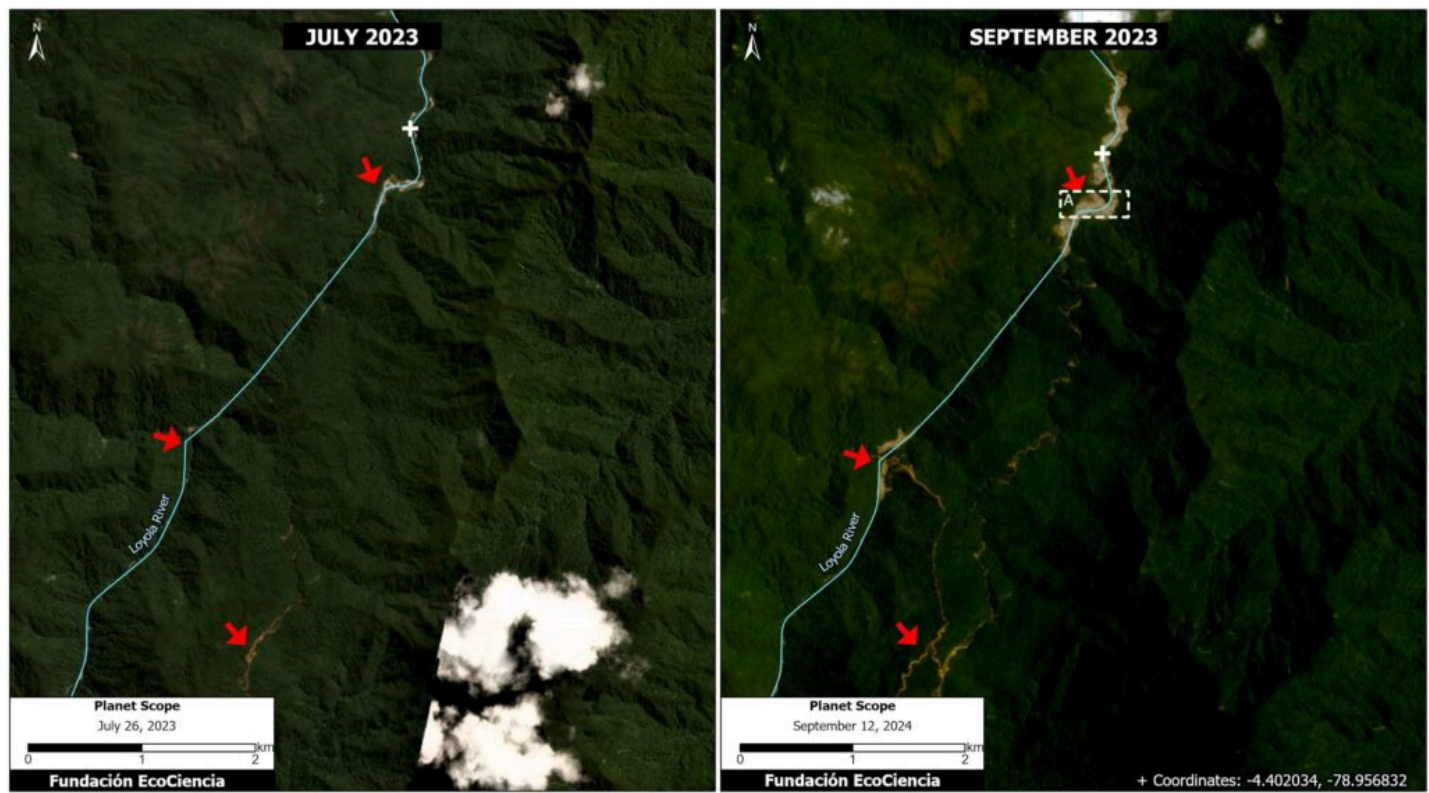 N
JULY 2023
Loyola River
Planet Scope
July 26, 2023
km
0 1 2
Fundación EcoCiencia
N
SEPTEMBER 2023
A
Loyola River
Planet Scope
September 12, 2024
km
0 1 2
Fundación EcoCiencia
+ Coordinates: -4.402034, -78.956832